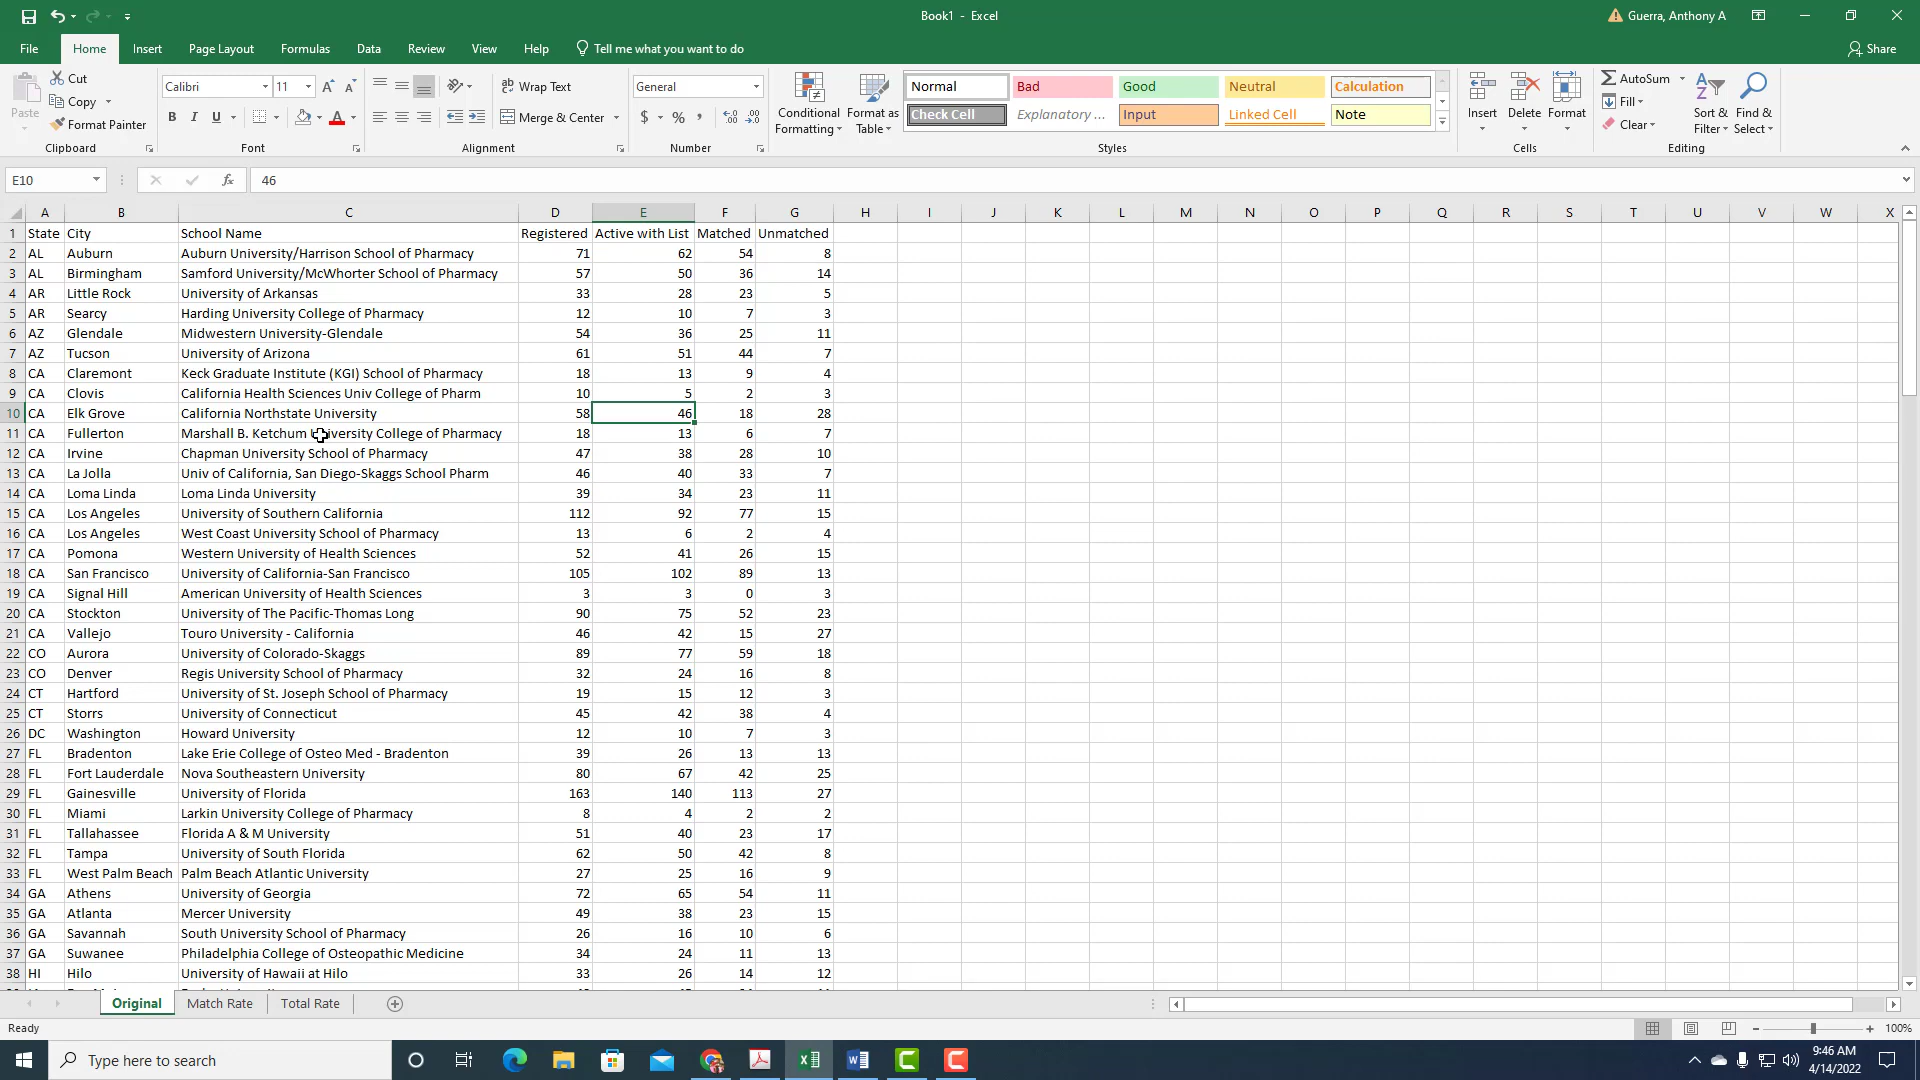 Book1 - Excel
Guerra, Anthony A
File Home Insert Page Layout Formulas Data Review View Help Tell me what you want to do
Share
Paste
Cut
Copy
Format Painter
Clipboard
Calibri 11
B I U
Font
Wrap Text
Merge & Center
Alignment
General
$ % ,
Number
Conditional Formatting
Format as Table
Normal Bad Good Neutral Calculation
Check Cell Explanatory ... Input Linked Cell Note
Styles
Insert Delete Format
Cells
AutoSum
Fill
Clear
Sort & Filter
Find & Select
Editing
E10 fx 46
A B C D E F G H I J K L M N O P Q R S T U V W X
1 State City School Name Registered Active with List Matched Unmatched
2 AL Auburn Auburn University/Harrison School of Pharmacy 71 62 54 8
3 AL Birmingham Samford University/McWhorter School of Pharmacy 57 50 36 14
4 AR Little Rock University of Arkansas 33 28 23 5
5 AR Searcy Harding University College of Pharmacy 12 10 7 3
6 AZ Glendale Midwestern University-Glendale 54 36 25 11
7 AZ Tucson University of Arizona 61 51 44 7
8 CA Claremont Keck Graduate Institute (KGI) School of Pharmacy 18 13 9 4
9 CA Clovis California Health Sciences Univ College of Pharm 10 5 2 3
10 CA Elk Grove California Northstate University 58 46 18 28
11 CA Fullerton Marshall B. Ketchum University College of Pharmacy 18 13 6 7
12 CA Irvine Chapman University School of Pharmacy 47 38 28 10
13 CA La Jolla Univ of California, San Diego-Skaggs School Pharm 46 40 33 7
14 CA Loma Linda Loma Linda University 39 34 23 11
15 CA Los Angeles University of Southern California 112 92 77 15
16 CA Los Angeles West Coast University School of Pharmacy 13 6 2 4
17 CA Pomona Western University of Health Sciences 52 41 26 15
18 CA San Francisco University of California-San Francisco 105 102 89 13
19 CA Signal Hill American University of Health Sciences 3 3 0 3
20 CA Stockton University of The Pacific-Thomas Long 90 75 52 23
21 CA Vallejo Touro University - California 46 42 15 27
22 CO Aurora University of Colorado-Skaggs 89 77 59 18
23 CO Denver Regis University School of Pharmacy 32 24 16 8
24 CT Hartford University of St. Joseph School of Pharmacy 19 15 12 3
25 CT Storrs University of Connecticut 45 42 38 4
26 DC Washington Howard University 12 10 7 3
27 FL Bradenton Lake Erie College of Osteo Med - Bradenton 39 26 13 13
28 FL Fort Lauderdale Nova Southeastern University 80 67 42 25
29 FL Gainesville University of Florida 163 140 113 27
30 FL Miami Larkin University College of Pharmacy 8 4 2 2
31 FL Tallahassee Florida A & M University 51 40 23 17
32 FL Tampa University of South Florida 62 50 42 8
33 FL West Palm Beach Palm Beach Atlantic University 27 25 16 9
34 GA Athens University of Georgia 72 65 54 11
35 GA Atlanta Mercer University 49 38 23 15
36 GA Savannah South University School of Pharmacy 26 16 10 6
37 GA Suwanee Philadelphia College of Osteopathic Medicine 34 24 11 13
38 HI Hilo University of Hawaii at Hilo 33 26 14 12
Original Match Rate Total Rate
Ready
100%
Type here to search
9:46 AM
4/14/2022